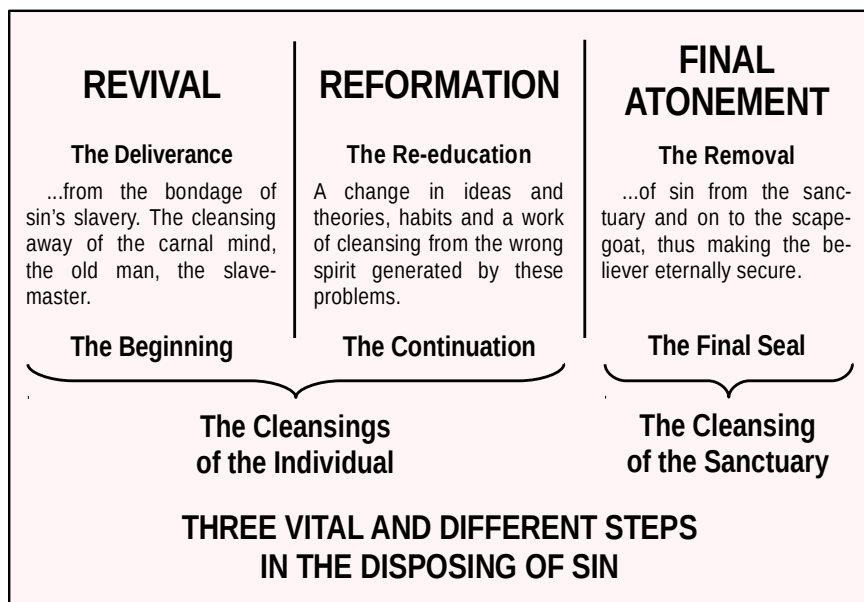 REVIVAL
The Deliverance
...from the bondage of
sin's slavery. The cleansing
away of the carnal mind,
the old man, the slave-
master.
The Beginning
REFORMATION
The Re-education
A change in ideas and
theories, habits and a work
of cleansing from the wrong
spirit generated by these
problems.
The Continuation
FINAL
ATONEMENT
The Removal
...of sin from the sanc-
tuary and on to the scape-
goat, thus making the be-
liever eternally secure.
The Final Seal
The Cleansings
of the Individual
The Cleansing
of the Sanctuary
THREE VITAL AND DIFFERENT STEPS
IN THE DISPOSING OF SIN